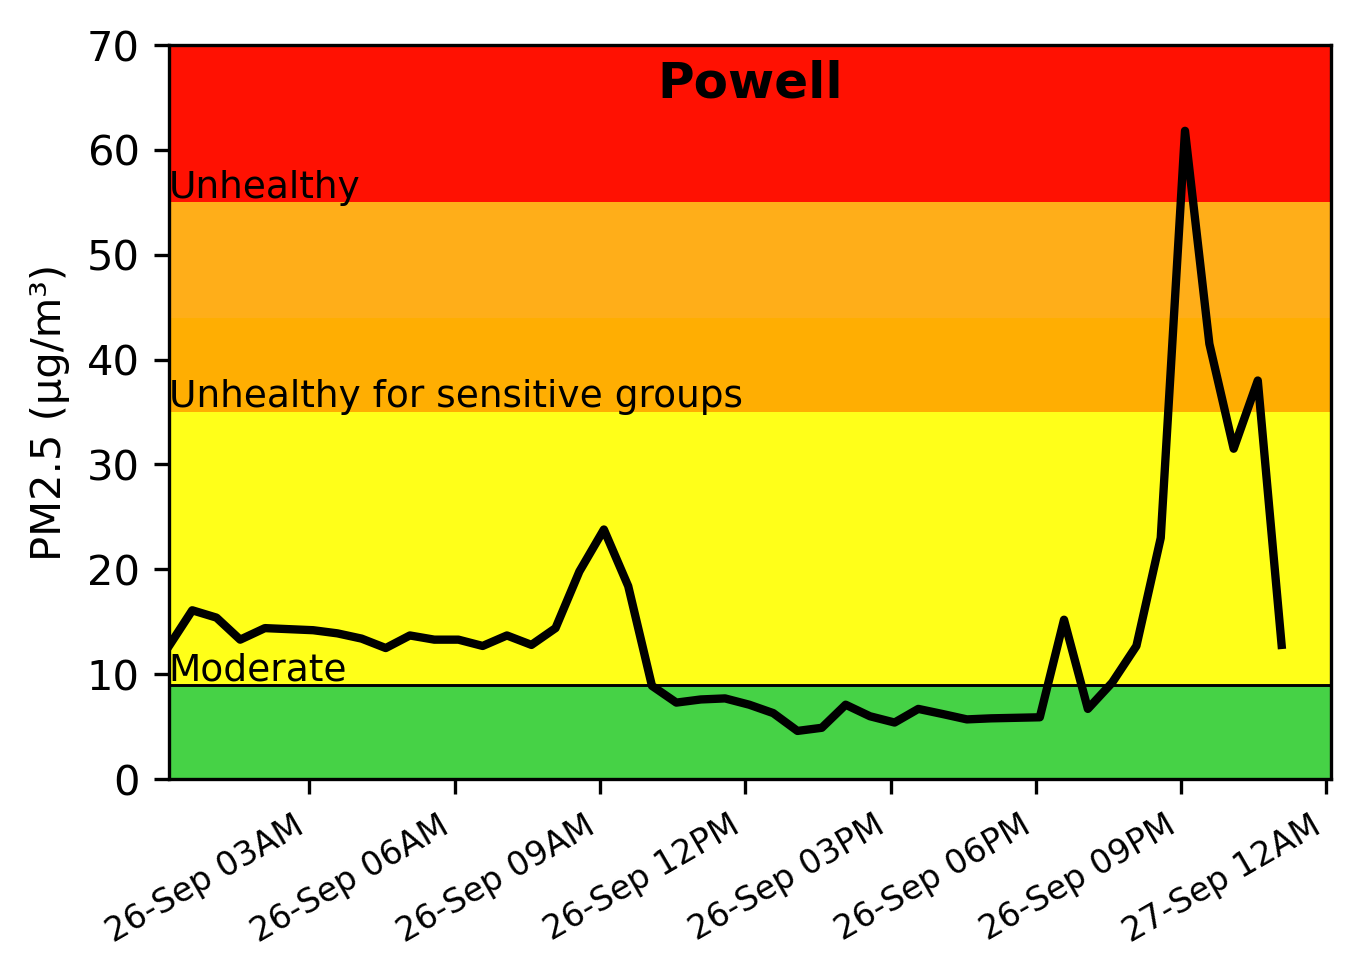 Powell
70
60
50
40
30
20
10
0
PM2.5 (µg/m³)
Unhealthy
Unhealthy for sensitive groups
Moderate
26-Sep 03AM
26-Sep 06AM
26-Sep 09AM
26-Sep 12PM
26-Sep 03PM
26-Sep 06PM
26-Sep 09PM
27-Sep 12AM